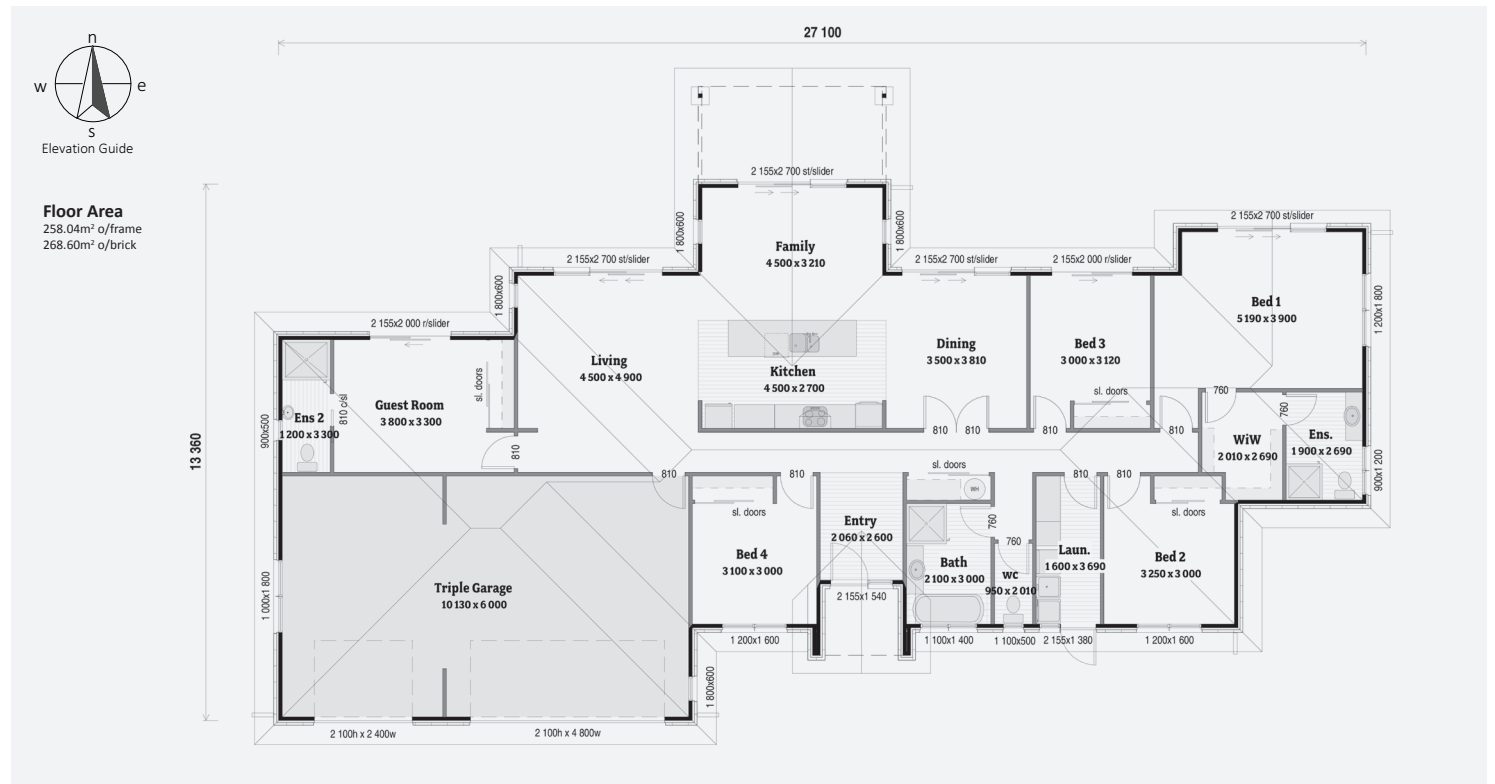 27 100
n
w
e
s
Elevation Guide
Floor Area
258.04m² o/frame
268.60m² o/brick
13 360
2 155x2 700 st/slider
1 800x600
1 800x600
Family
4 500 x 3 210
2 155x2 700 st/slider
2 155x2 700 st/slider
2 155x2 000 r/slider
2 155x2 700 st/slider
1 800x600
Bed 1
5 190 x 3 900
1 200x1 800
2 155x2 000 r/slider
Living
4 500 x 4 900
Kitchen
4 500 x 2 700
Dining
3 500 x 3 810
Bed 3
3 000 x 3 120
sl. doors
sl. doors
Guest Room
3 800 x 3 300
810 c/sl
Ens 2
1 200 x 3 300
900x500
810
810
810
810
810
810
760
760
WiW
2 010 x 2 690
Ens.
1 900 x 2 690
900x1 200
810
810
sl. doors
WH
810
810
sl. doors
sl. doors
Entry
2 060 x 2 600
760
760
Bed 4
3 100 x 3 000
Bath
2 100 x 3 000
wc
950 x 2 010
Laun.
1 600 x 3 690
Bed 2
3 250 x 3 000
Triple Garage
10 130 x 6 000
1 000x1 800
2 155x1 540
1 200x1 600
1 100x1 400
1 100x500
2 155x1 380
1 200x1 600
1 800x600
2 100h x 2 400w
2 100h x 4 800w